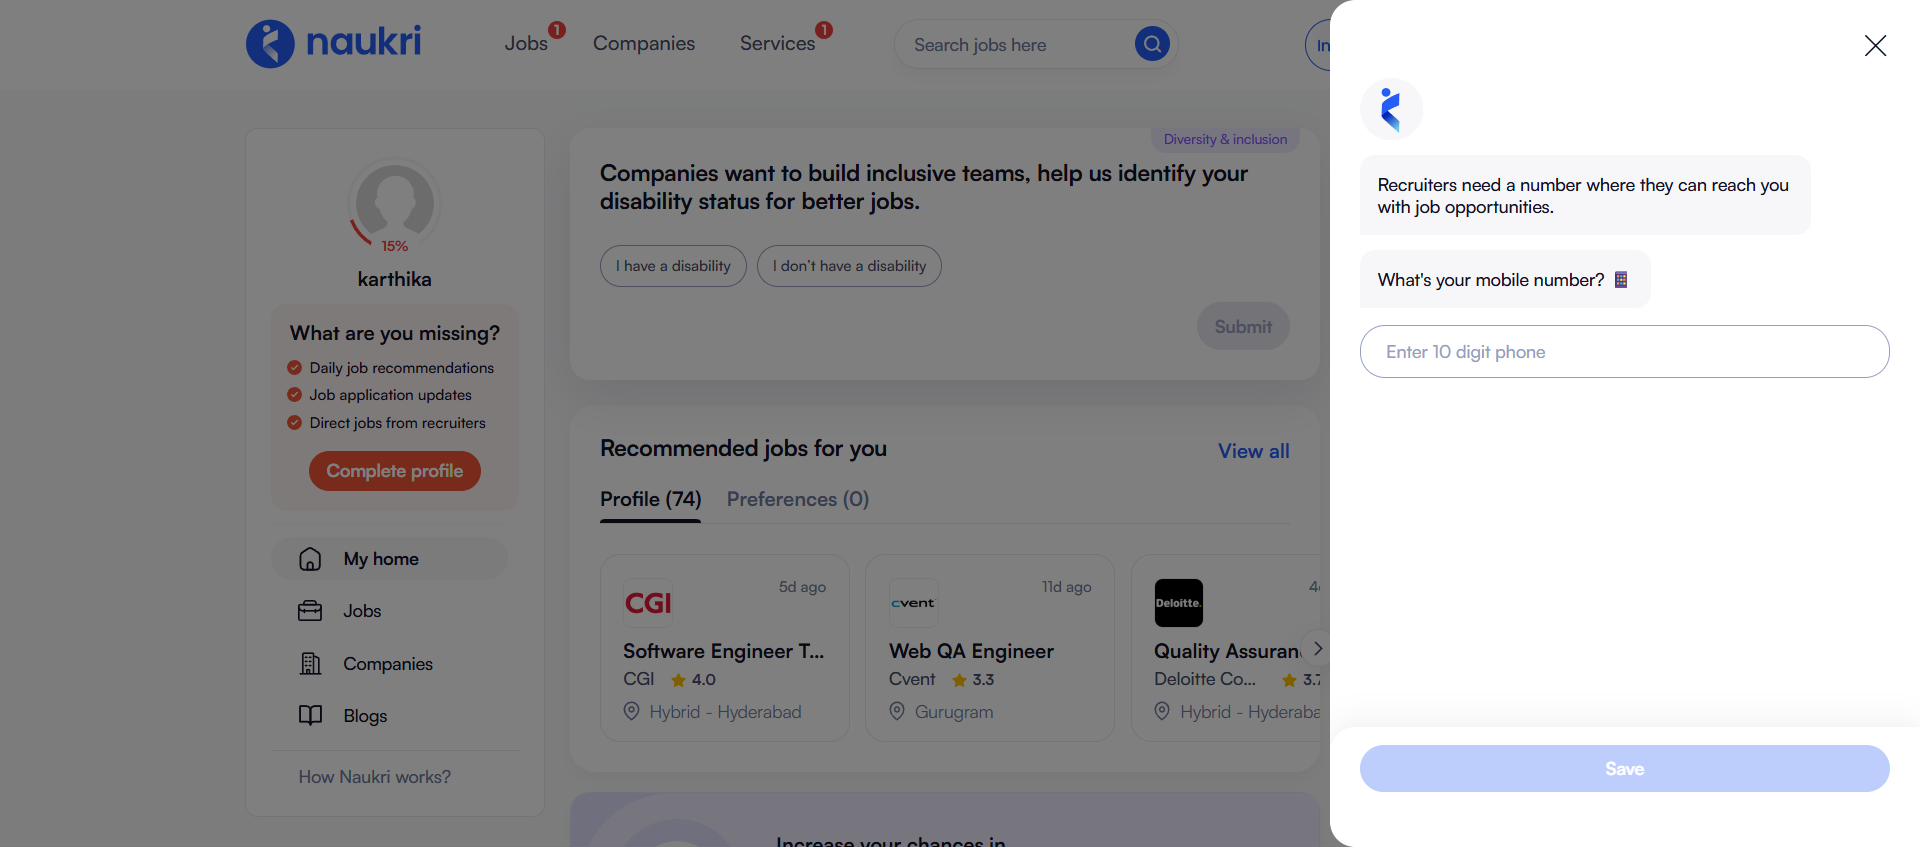 naukri
Jobs
1
Companies
Services
1
Search jobs here
In
15%
karthika
What are you missing?
Daily job recommendations
Job application updates
Direct jobs from recruiters
Complete profile
My home
Jobs
Companies
Blogs
How Naukri works?
Diversity & inclusion
Companies want to build inclusive teams, help us identify your
disability status for better jobs.
I have a disability
I don't have a disability
Submit
Recommended jobs for you
View all
Profile (74)
Preferences (0)
CGI
5d ago
Software Engineer T...
CGI
4.0
Hybrid - Hyderabad
cvent
11d ago
Web QA Engineer
Cvent
3.3
Gurugram
Deloitte.
Quality Assuran
Deloitte Co...
3.7
Hybrid - Hyderaba
Increase your chances in
Recruiters need a number where they can reach you
with job opportunities.
What's your mobile number?
Enter 10 digit phone
Save